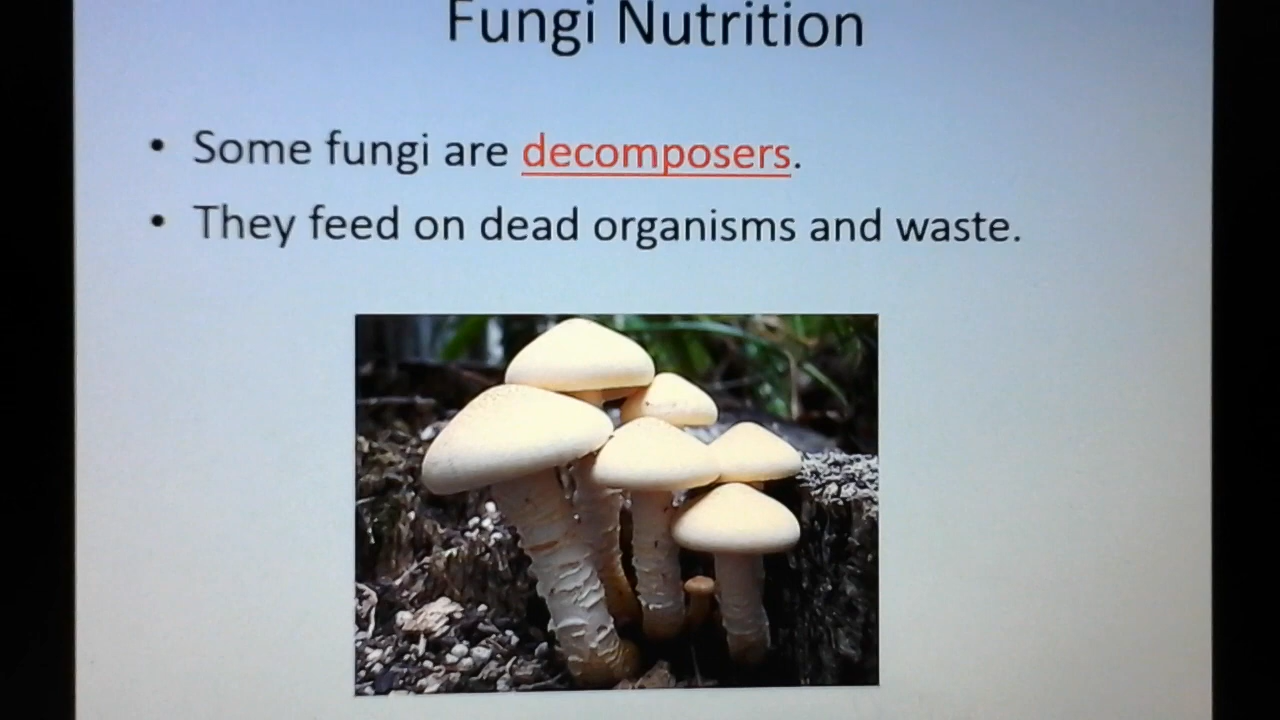 Fungi Nutrition
• Some fungi are decomposers.
• They feed on dead organisms and waste.